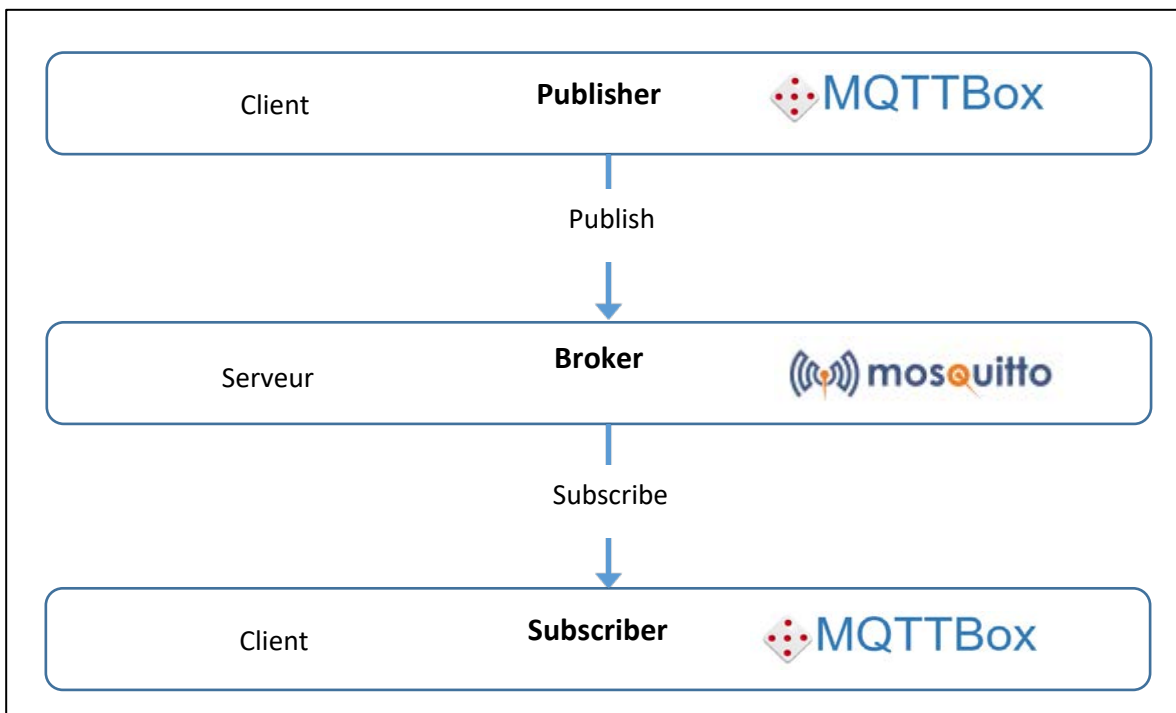 Client Publisher MQTTBox
Publish
Serveur Broker mosquitto
Subscribe
Client Subscriber MQTTBox